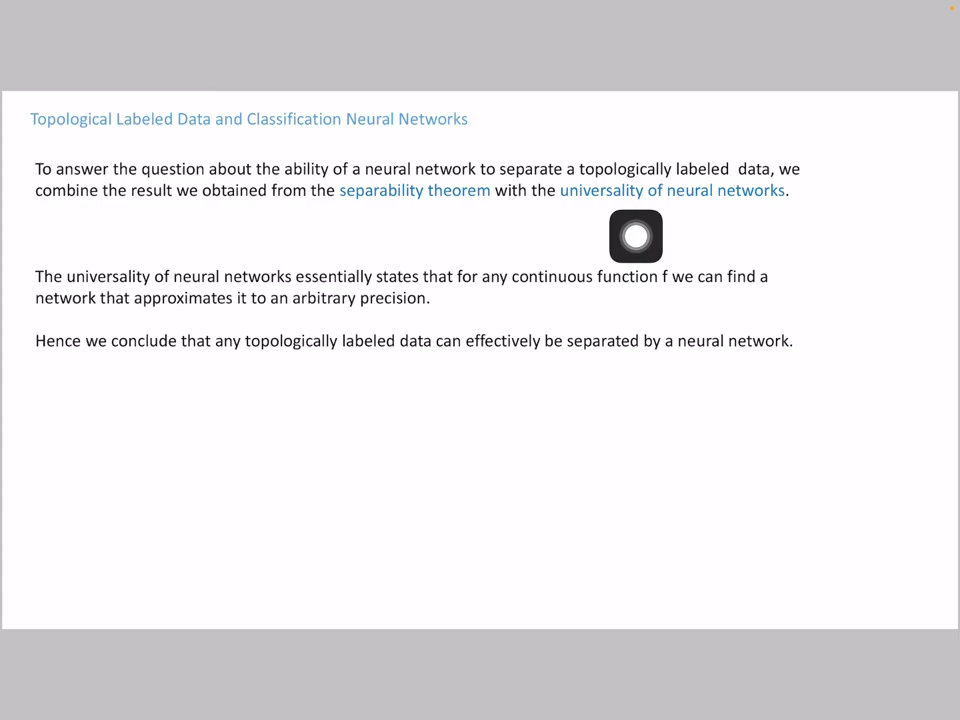 Topological Labeled Data and Classification Neural Networks
To answer the question about the ability of a neural network to separate a topologically labeled  data, we
combine the result we obtained from the separability theorem with the universality of neural networks.
The universality of neural networks essentially states that for any continuous function f we can find a
network that approximates it to an arbitrary precision.
Hence we conclude that any topologically labeled data can effectively be separated by a neural network.